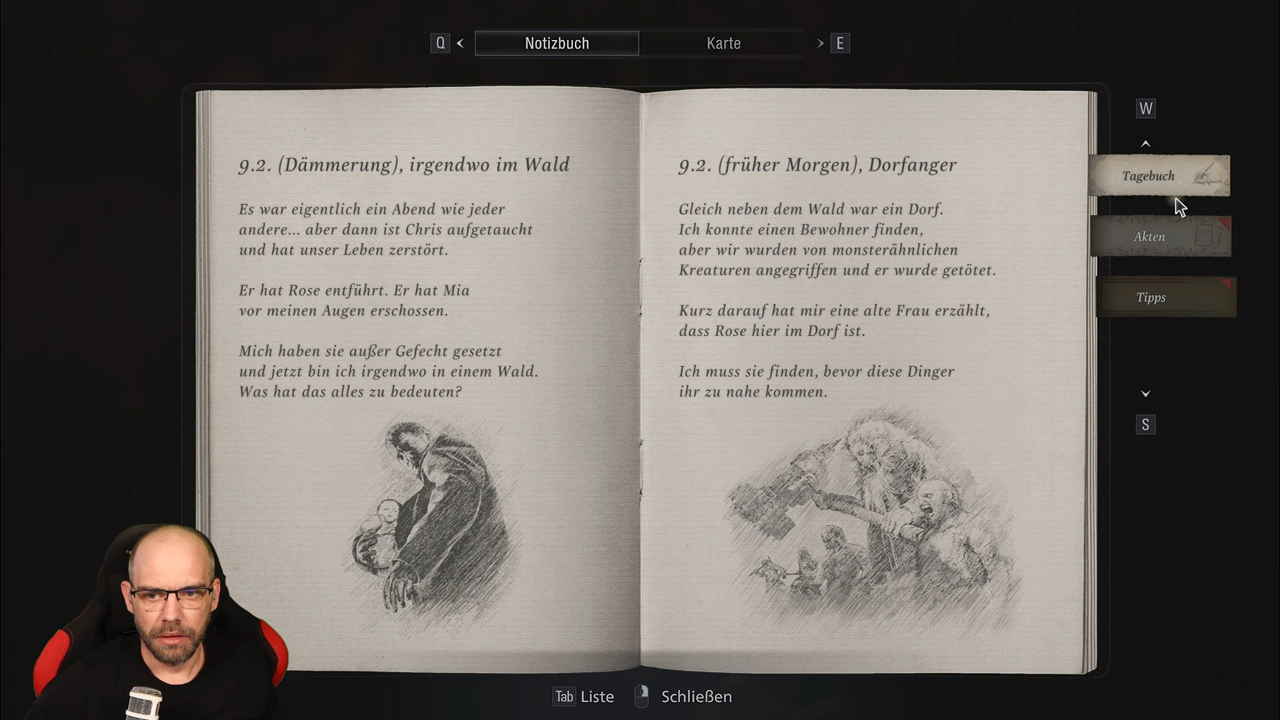 Q
Notizbuch
Karte
E
9.2. (Dämmerung), irgendwo im Wald
Es war eigentlich ein Abend wie jeder
andere... aber dann ist Chris aufgetaucht
und hat unser Leben zerstört.
Er hat Rose entführt. Er hat Mia
vor meinen Augen erschossen.
Mich haben sie außer Gefecht gesetzt
und jetzt bin ich irgendwo in einem Wald.
Was hat das alles zu bedeuten?
9.2. (früher Morgen), Dorfanger
Gleich neben dem Wald war ein Dorf.
Ich konnte einen Bewohner finden,
aber wir wurden von monsterähnlichen
Kreaturen angegriffen und er wurde getötet.
Kurz darauf hat mir eine alte Frau erzählt,
dass Rose hier im Dorf ist.
Ich muss sie finden, bevor diese Dinger
ihr zu nahe kommen.
W
Tagebuch
Akten
Tipps
S
Tab Liste
Schließen